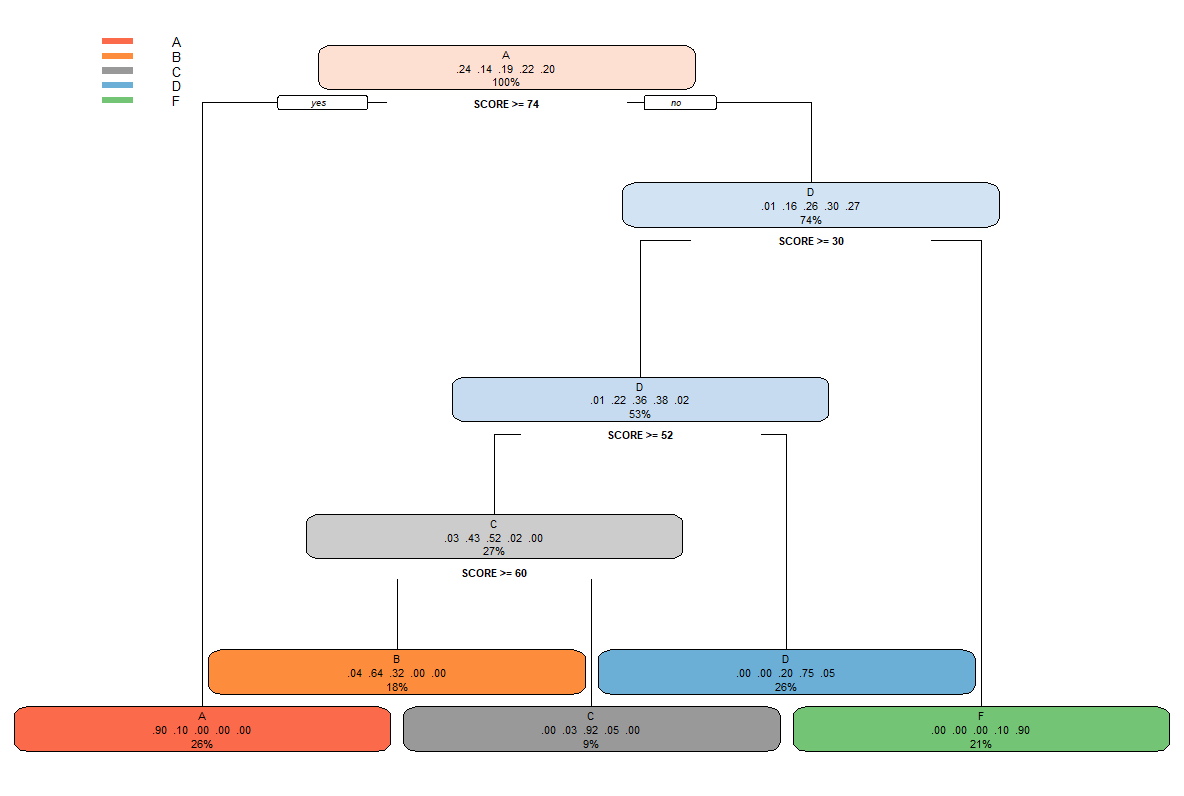 A
B
C
D
F
A
.24 .14 .19 .22 .20
100%
yes
SCORE >= 74
no
D
.01 .16 .26 .30 .27
74%
SCORE >= 30
D
.01 .22 .36 .38 .02
53%
SCORE >= 52
C
.03 .43 .52 .02 .00
27%
SCORE >= 60
B
.04 .64 .32 .00 .00
18%
D
.00 .00 .20 .75 .05
26%
A
.90 .10 .00 .00 .00
26%
C
.00 .03 .92 .05 .00
9%
F
.00 .00 .00 .10 .90
21%